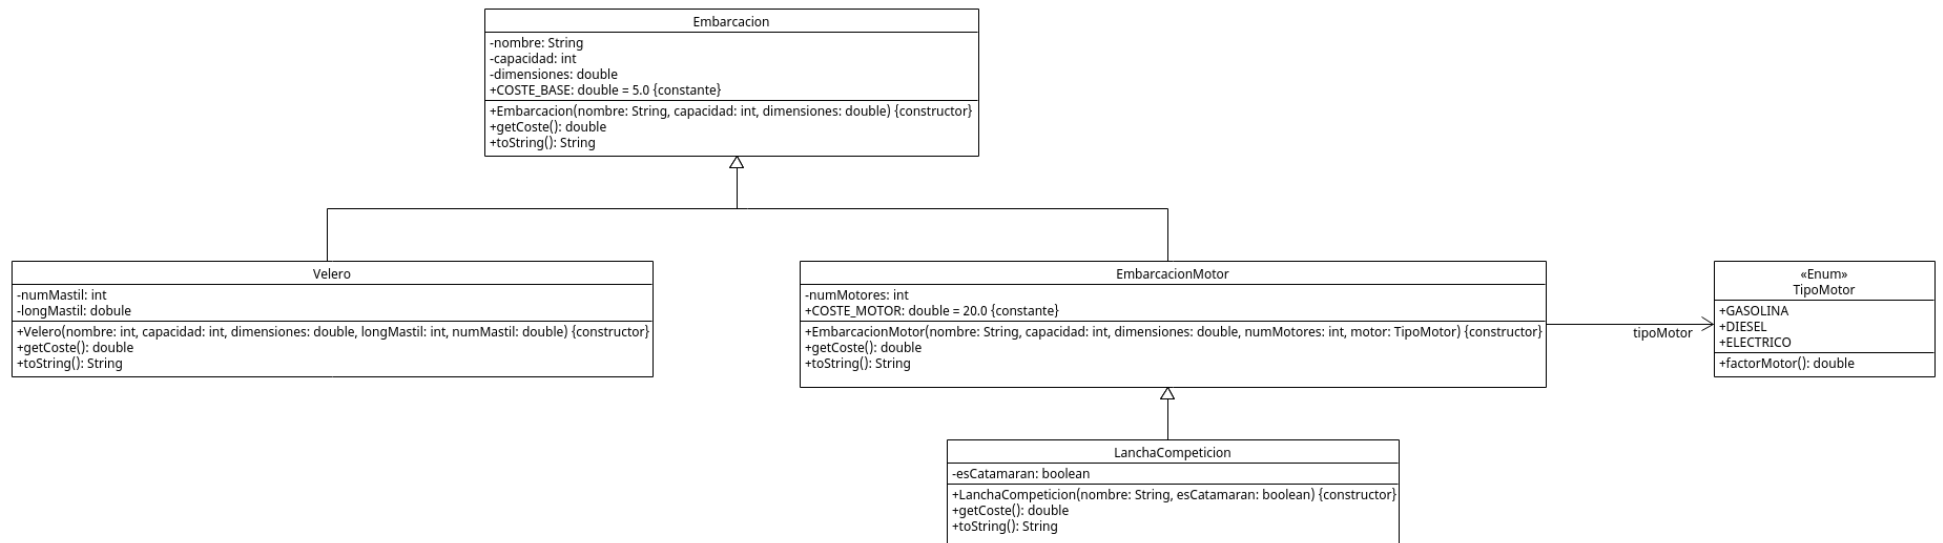 Embarcacion
-nombre: String
-capacidad: int
-dimensiones: double
+COSTE_BASE: double = 5.0 {constante}
+Embarcacion(nombre: String, capacidad: int, dimensiones: double) {constructor}
+getCoste(): double
+toString(): String
Velero
-numMastil: int
-longMastil: dobule
+Velero(nombre: int, capacidad: int, dimensiones: double, longMastil: int, numMastil: double) {constructor}
+getCoste(): double
+toString(): String
EmbarcacionMotor
-numMotores: int
+COSTE_MOTOR: double = 20.0 {constante}
+EmbarcacionMotor(nombre: String, capacidad: int, dimensiones: double, numMotores: int, motor: TipoMotor) {constructor}
+getCoste(): double
+toString(): String
tipoMotor
«Enum»
TipoMotor
+GASOLINA
+DIESEL
+ELECTRICO
+factorMotor(): double
LanchaCompeticion
-esCatamaran: boolean
+LanchaCompeticion(nombre: String, esCatamaran: boolean) {constructor}
+getCoste(): double
+toString(): String